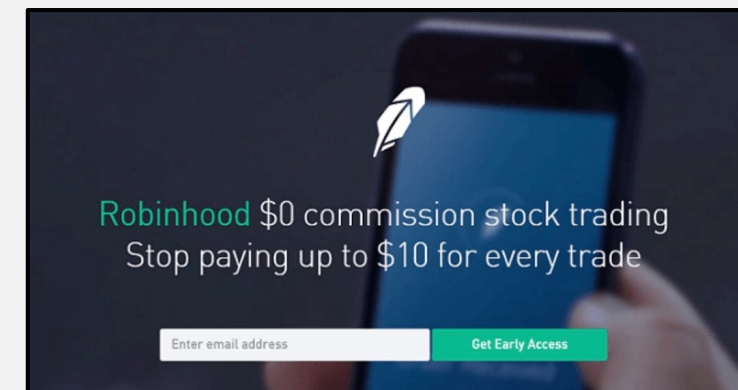 Robinhood $0 commission stock trading
Stop paying up to $10 for every trade
Enter email address
Get Early Access